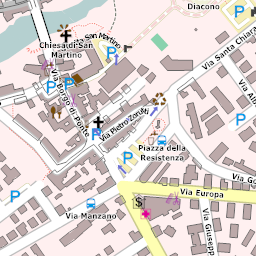 Diacono
San Martino
Chiesa di San
Martino
Via Santa Chiara
Via Borgo di Ponte
Via Pietro Zorutti
Piazza della
Resistenza
Via Europa
Via Manzano
Via Giuseppe